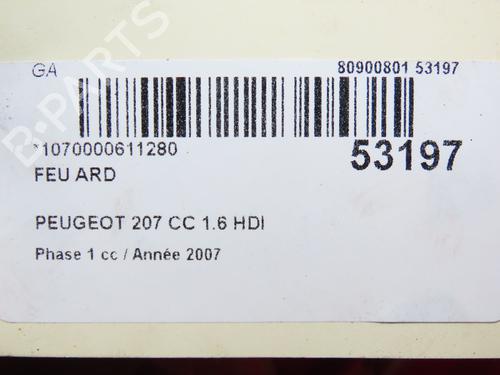 GA 80900801 53197
*1070000611280 53197
FEU ARD
PEUGEOT 207 CC 1.6 HDI
Phase 1 cc / Année 2007
B-PARTS